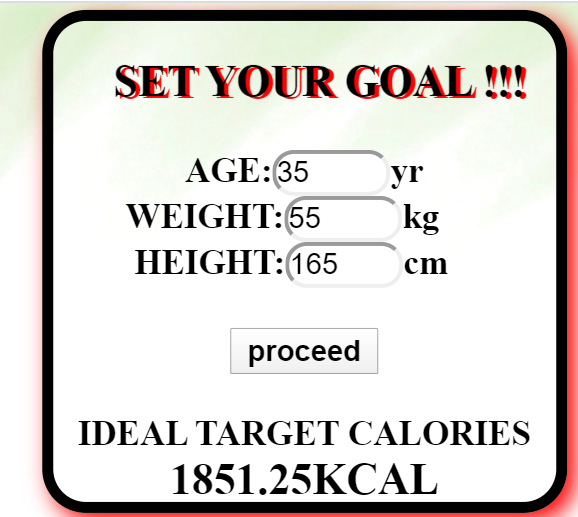 SET YOUR GOAL !!!
AGE:35 yr
WEIGHT:55 kg
HEIGHT:165 cm
proceed
IDEAL TARGET CALORIES
1851.25KCAL